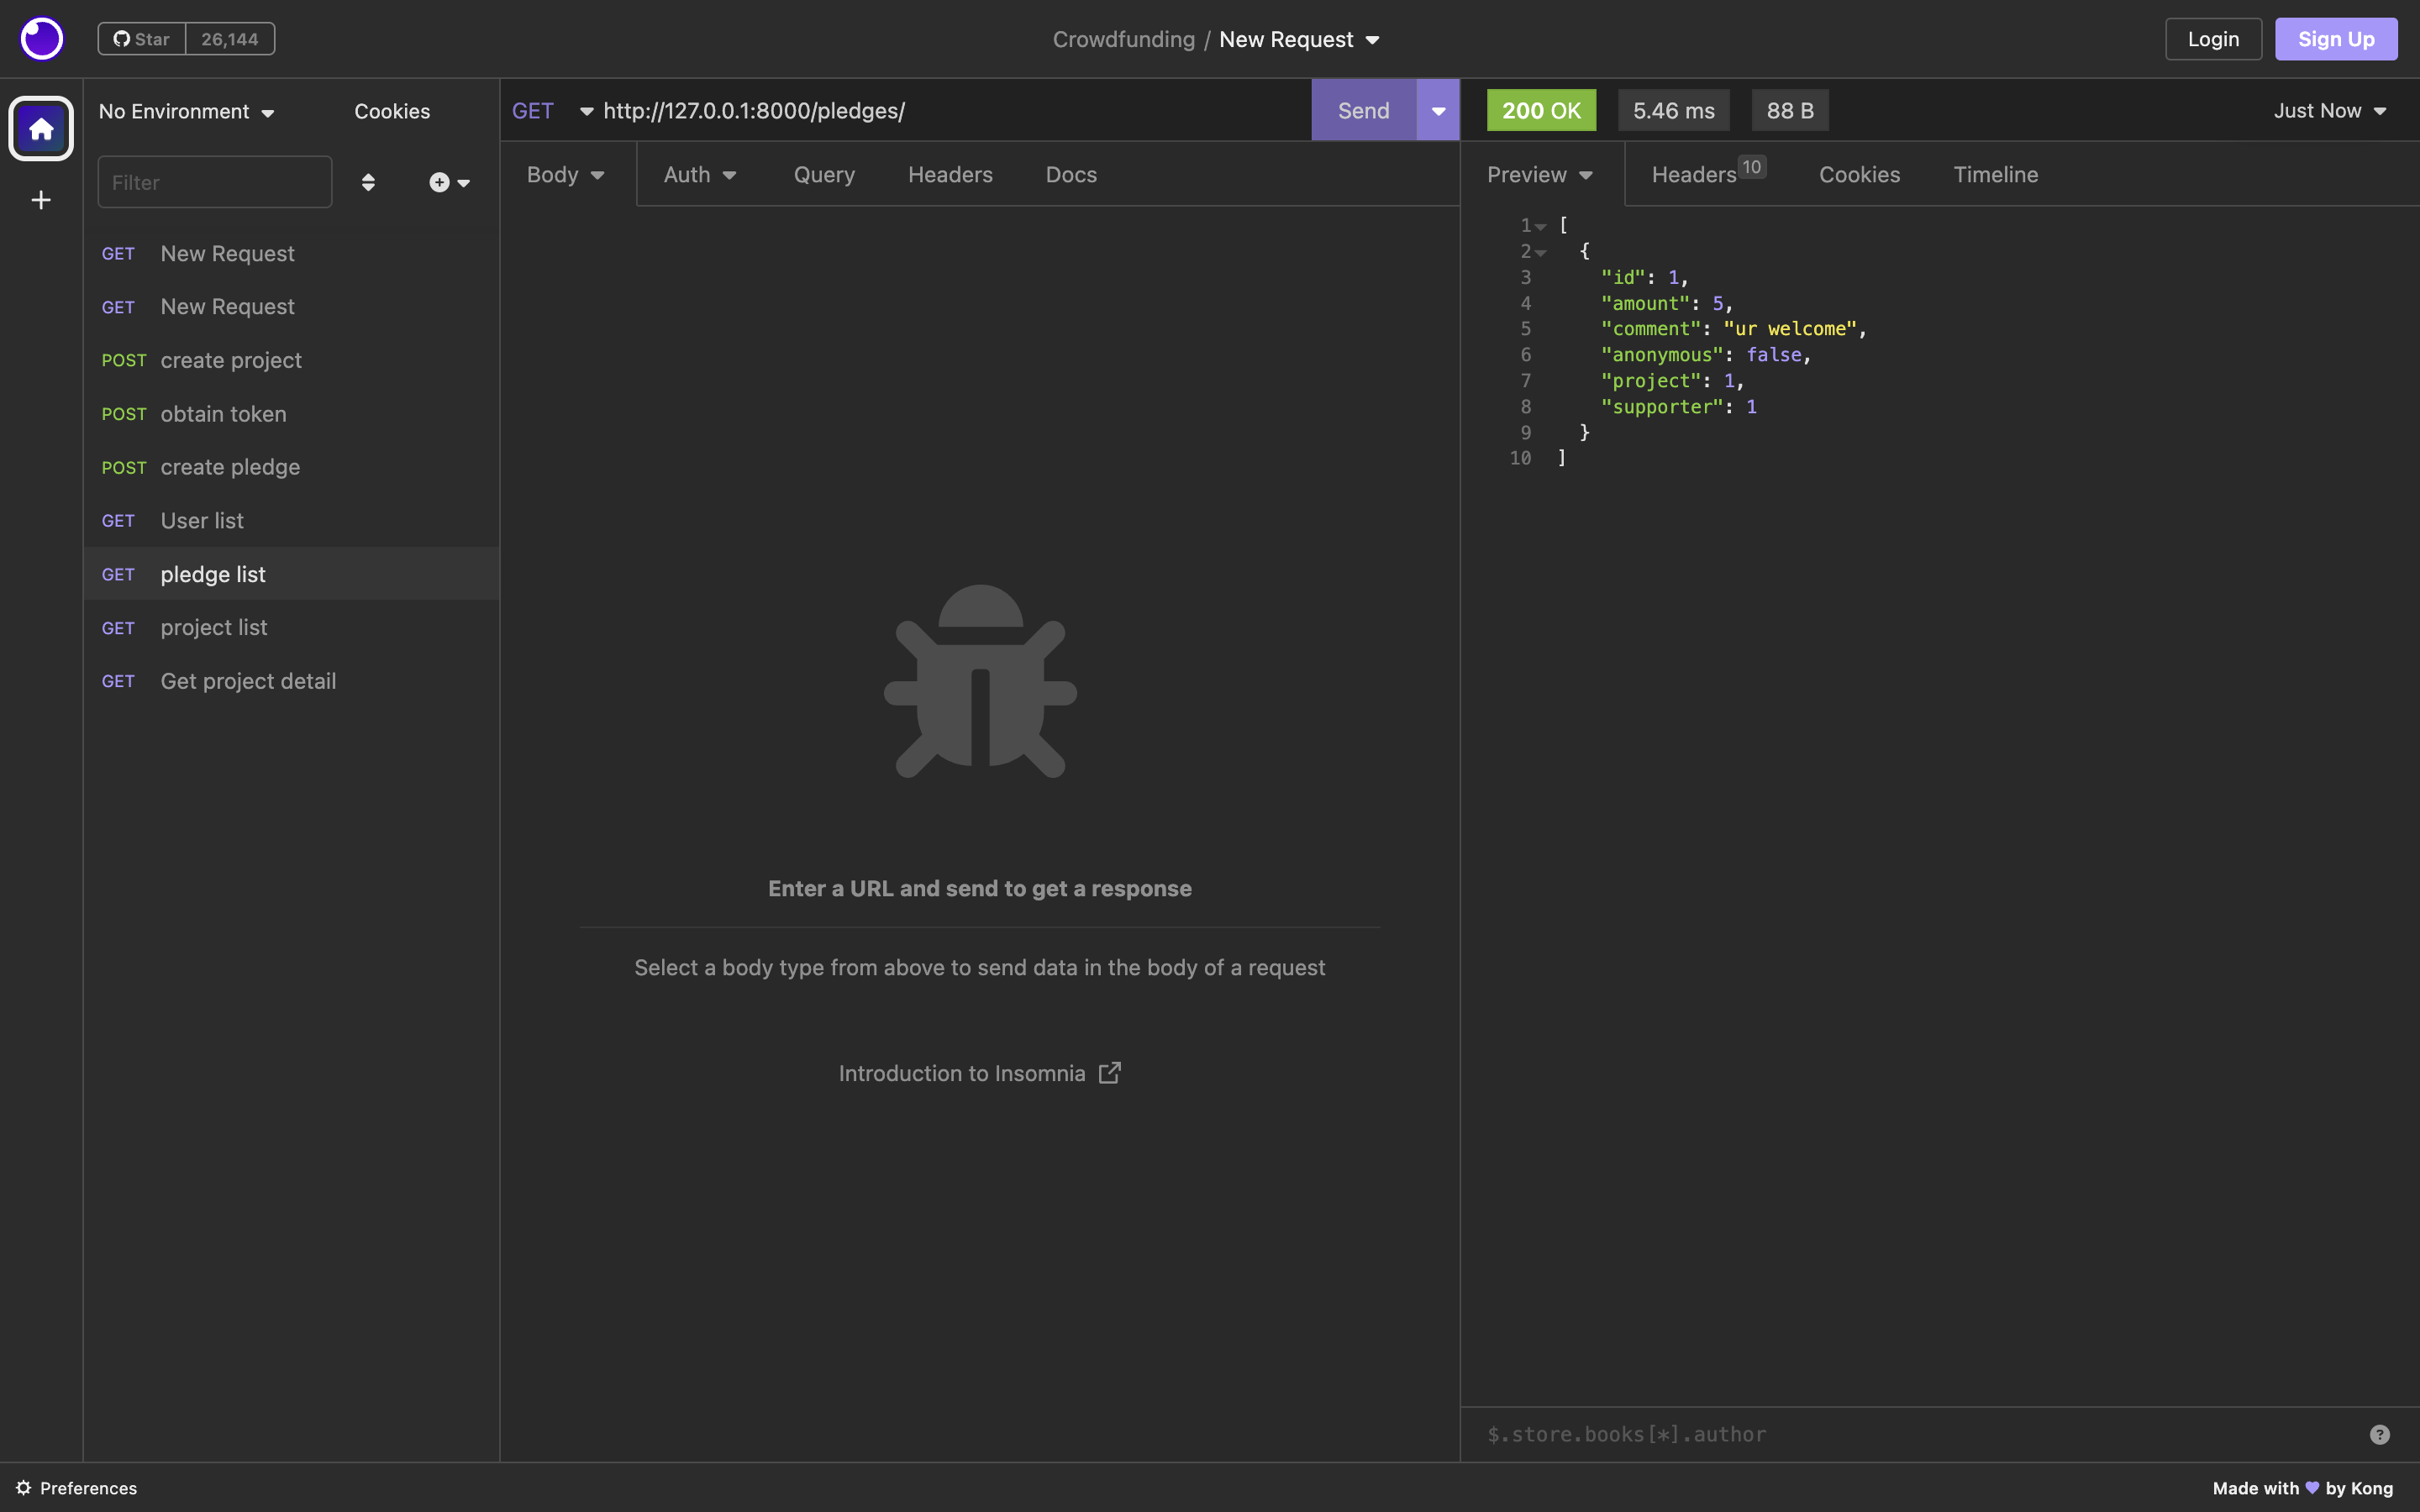 Star 26,144
Crowdfunding / New Request
Login
Sign Up
No Environment
Cookies
Filter
GET New Request
GET New Request
POST create project
POST obtain token
POST create pledge
GET User list
GET pledge list
GET project list
GET Get project detail
GET http://127.0.0.1:8000/pledges/
Send
Body Auth Query Headers Docs
Enter a URL and send to get a response
Select a body type from above to send data in the body of a request
Introduction to Insomnia
200 OK 5.46 ms 88 B
Just Now
Preview Headers 10 Cookies Timeline
1 [
2 {
3 "id": 1,
4 "amount": 5,
5 "comment": "ur welcome",
6 "anonymous": false,
7 "project": 1,
8 "supporter": 1
9 }
10 ]
$.store.books[*].author
?
Preferences
Made with 💜 by Kong